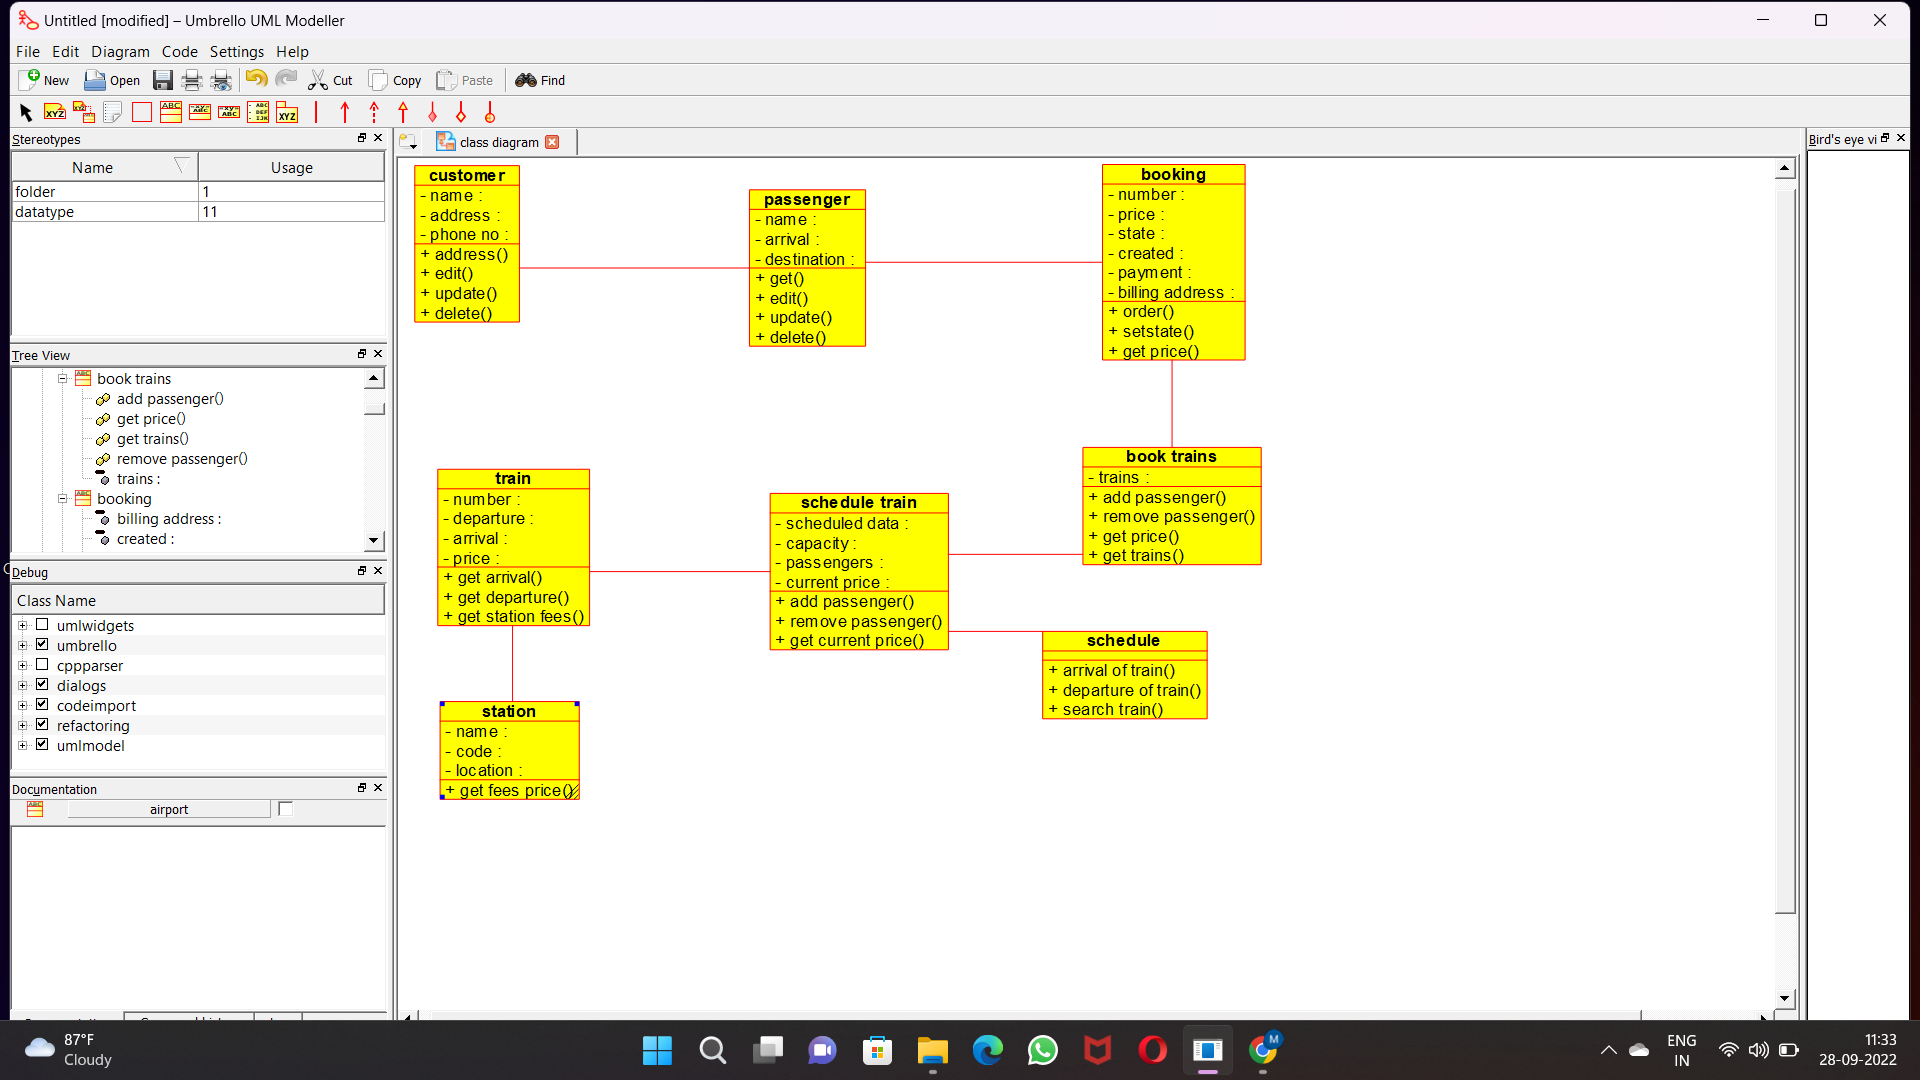 Untitled [modified] – Umbrello UML Modeller
File Edit Diagram Code Settings Help
New Open Cut Copy Paste Find
Stereotypes
Name Usage
folder 1
datatype 11
Tree View
book trains
add passenger()
get price()
get trains()
remove passenger()
trains :
booking
billing address :
created :
Debug
Class Name
umlwidgets
umbrello
cppparser
dialogs
codeimport
refactoring
umlmodel
Documentation
airport
class diagram
customer
- name :
- address :
- phone no :
+ address()
+ edit()
+ update()
+ delete()
passenger
- name :
- arrival :
- destination :
+ get()
+ edit()
+ update()
+ delete()
booking
- number :
- price :
- state :
- created :
- payment :
- billing address :
+ order()
+ setstate()
+ get price()
train
- number :
- departure :
- arrival :
- price :
+ get arrival()
+ get departure()
+ get station fees()
schedule train
- scheduled data :
- capacity :
- passengers :
- current price :
+ add passenger()
+ remove passenger()
+ get current price()
book trains
- trains :
+ add passenger()
+ remove passenger()
+ get price()
+ get trains()
schedule
+ arrival of train()
+ departure of train()
+ search train()
station
- name :
- code :
- location :
+ get fees price()
Bird's eye vi
87°F
Cloudy
M
ENG
IN
11:33
28-09-2022